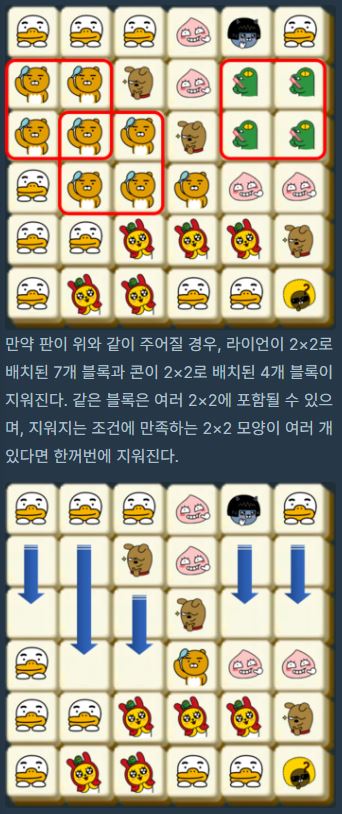 만약 판이 위와 같이 주어질 경우, 라이언이 2×2로
배치된 7개 블록과 콘이 2×2로 배치된 4개 블록이
지워진다. 같은 블록은 여러 2×2에 포함될 수 있으
며, 지워지는 조건에 만족하는 2×2 모양이 여러 개
있다면 한꺼번에 지워진다.